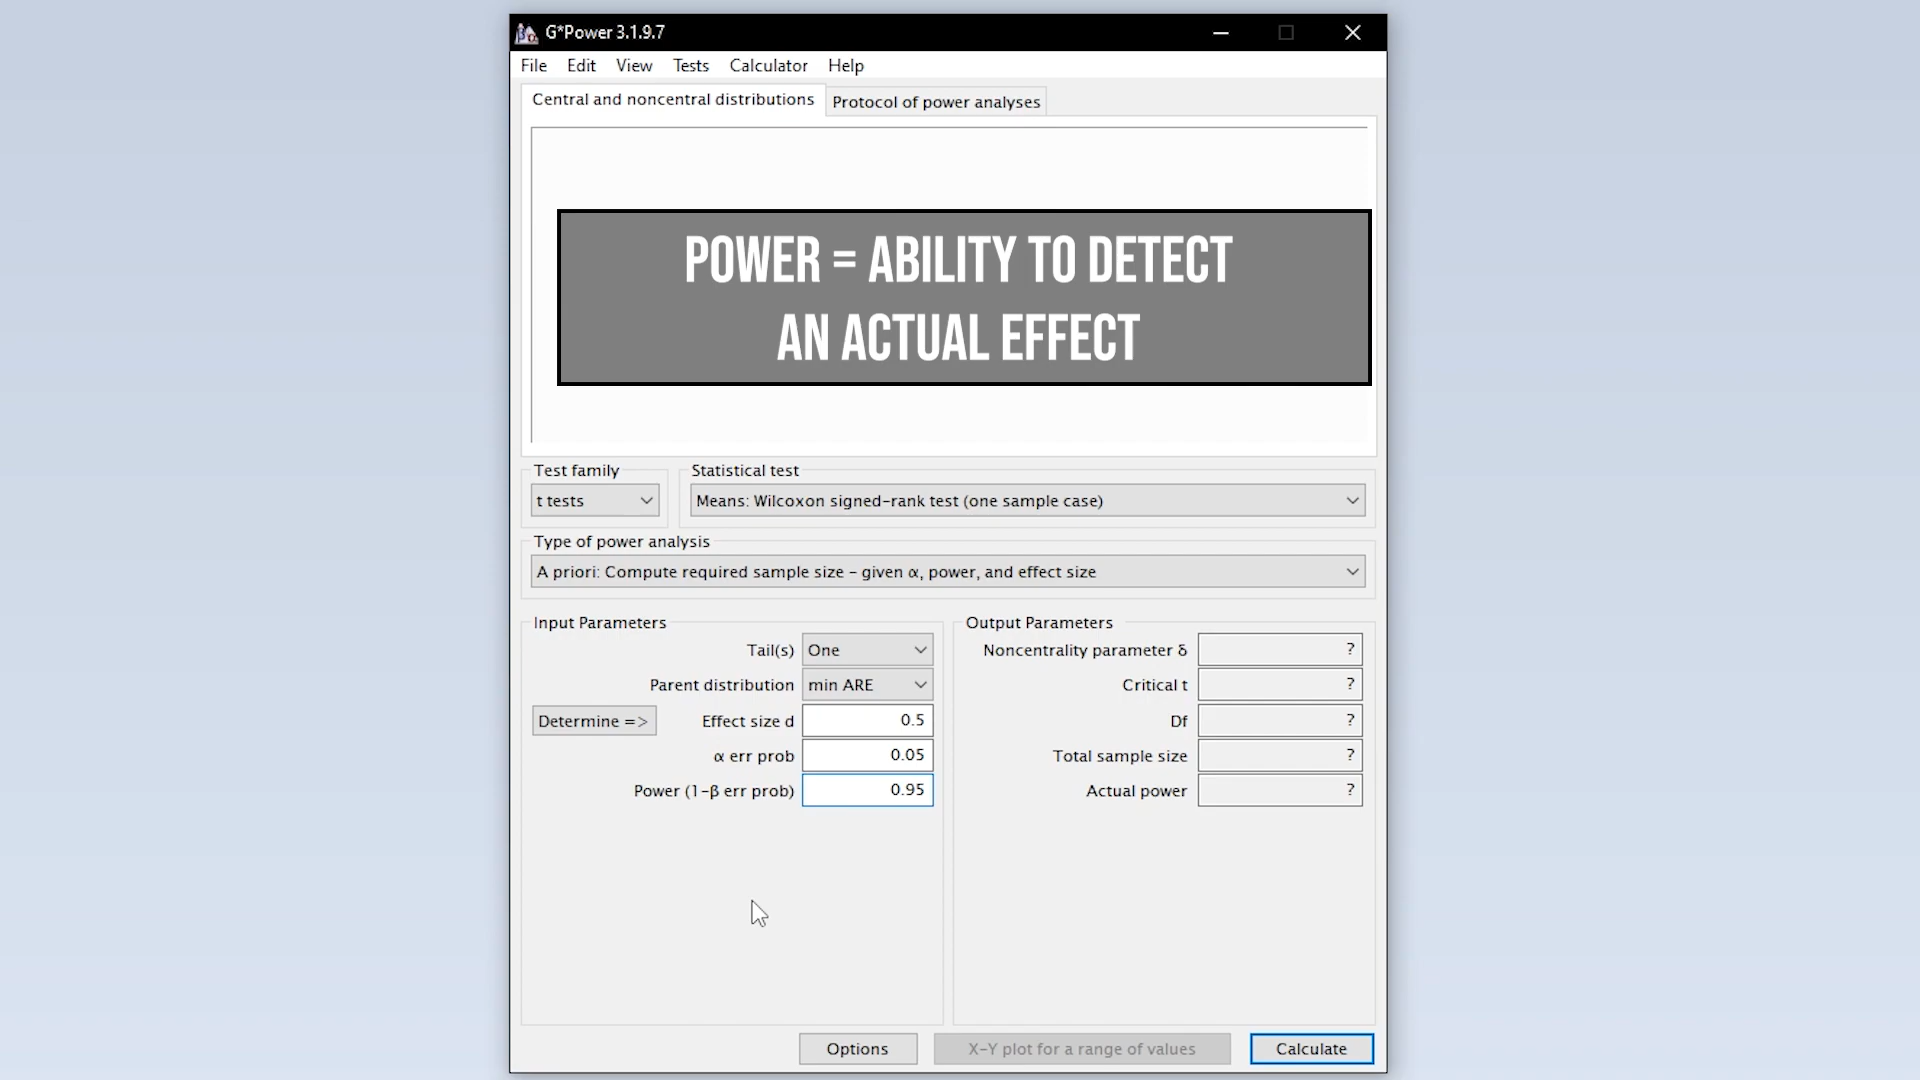 G*Power 3.1.9.7
File Edit View Tests Calculator Help
Central and noncentral distributions Protocol of power analyses
POWER = ABILITY TO DETECT
AN ACTUAL EFFECT
Test family Statistical test
t tests Means: Wilcoxon signed-rank test (one sample case)
Type of power analysis
A priori: Compute required sample size - given α, power, and effect size
Input Parameters Output Parameters
Tail(s) One Noncentrality parameter δ ?
Parent distribution min ARE Critical t ?
Determine => Effect size d 0.5 Df ?
α err prob 0.05 Total sample size ?
Power (1-β err prob) 0.95 Actual power ?
Options X-Y plot for a range of values Calculate